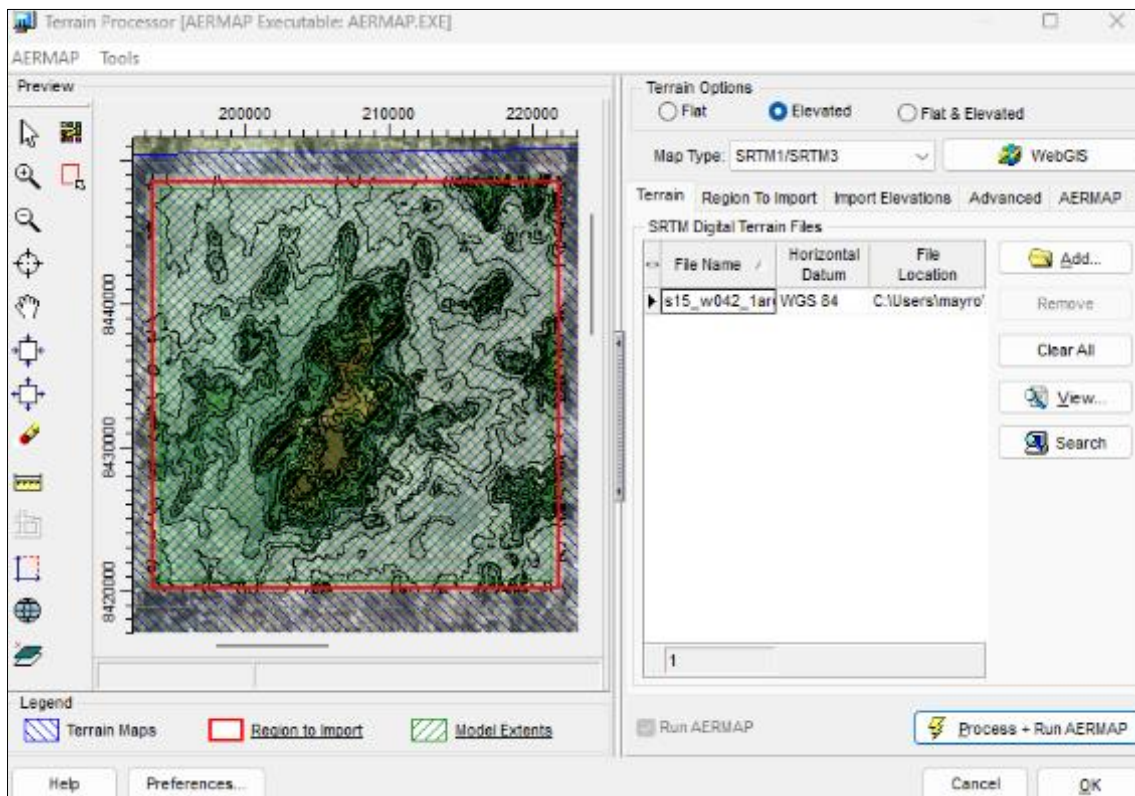 Terrain Processor [AERMAP Executable: AERMAP.EXE]
AERMAP Tools
Preview
200000 210000 220000
8440000
8430000
8420000
Legend
Terrain Maps Region to Import Model Extents
Help Preferences...
Terrain Options
Flat Elevated Flat & Elevated
Map Type: SRTM1/SRTM3 WebGIS
Terrain Region To Import Import Elevations Advanced AERMAP
SRTM Digital Terrain Files
File Name Horizontal Datum File Location
s15_w042_1ar WGS 84 C:\Users\mayro
1
Add...
Remove
Clear All
View...
Search
Run AERMAP Process + Run AERMAP
Cancel OK